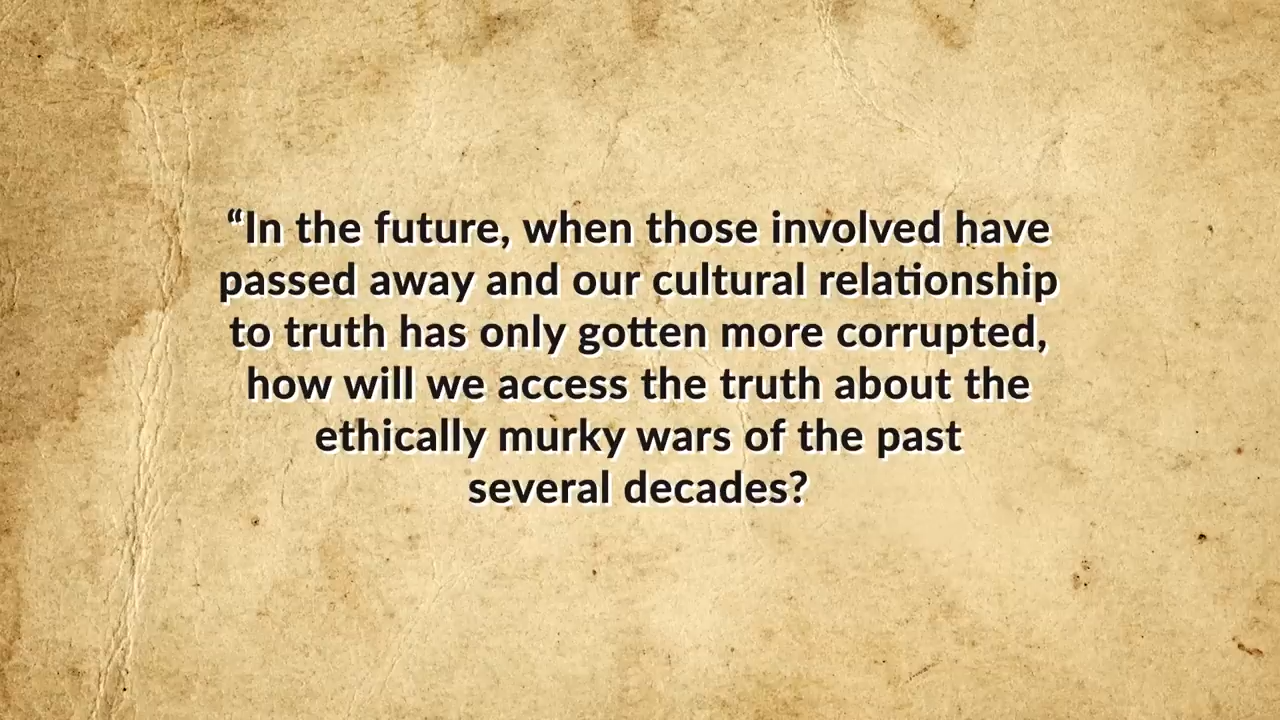 “In the future, when those involved have
passed away and our cultural relationship
to truth has only gotten more corrupted,
how will we access the truth about the
ethically murky wars of the past
several decades?